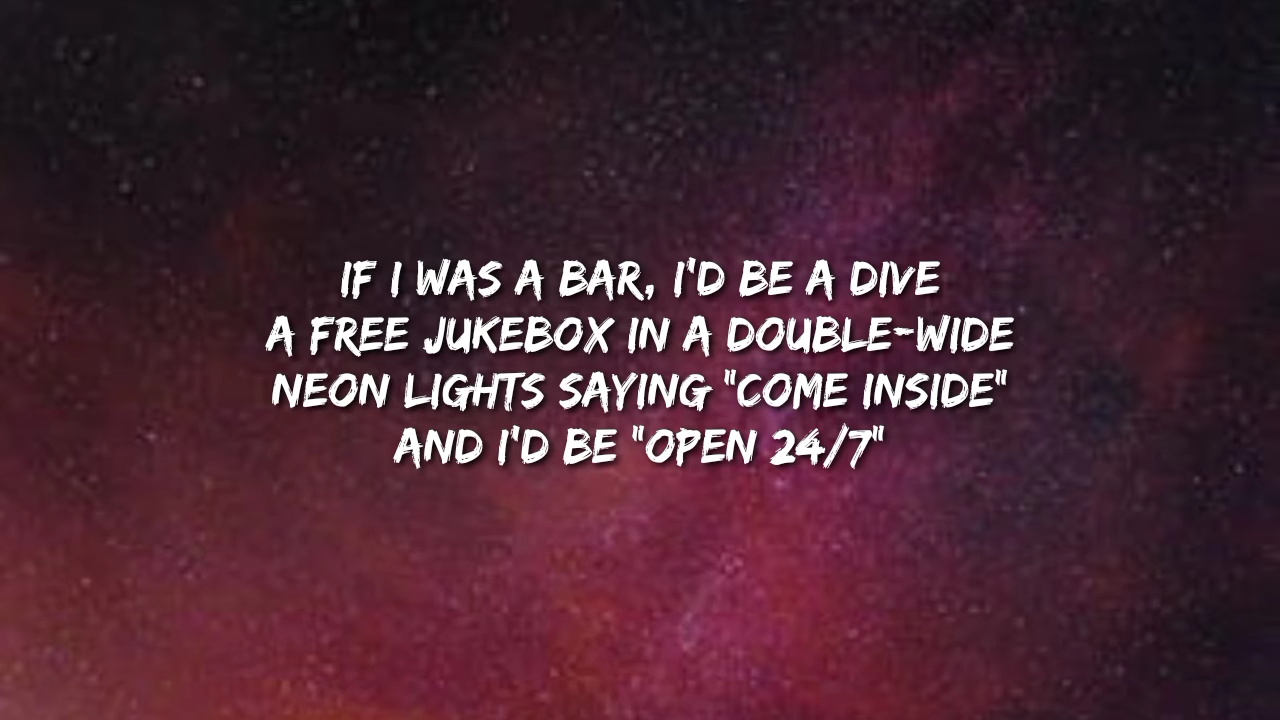 IF I WAS A BAR, I'D BE A DIVE
A FREE JUKEBOX IN A DOUBLE-WIDE
NEON LIGHTS SAYING "COME INSIDE"
AND I'D BE "OPEN 24/7"